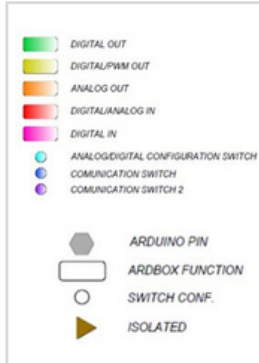 DIGITAL OUT
DIGITAL/PWM OUT
ANALOG OUT
DIGITAL/ANALOG IN
DIGITAL IN
ANALOG/DIGITAL CONFIGURATION SWITCH
COMUNICATION SWITCH
COMUNICATION SWITCH 2
ARDUINO PIN
ARDBOX FUNCTION
SWITCH CONF.
ISOLATED